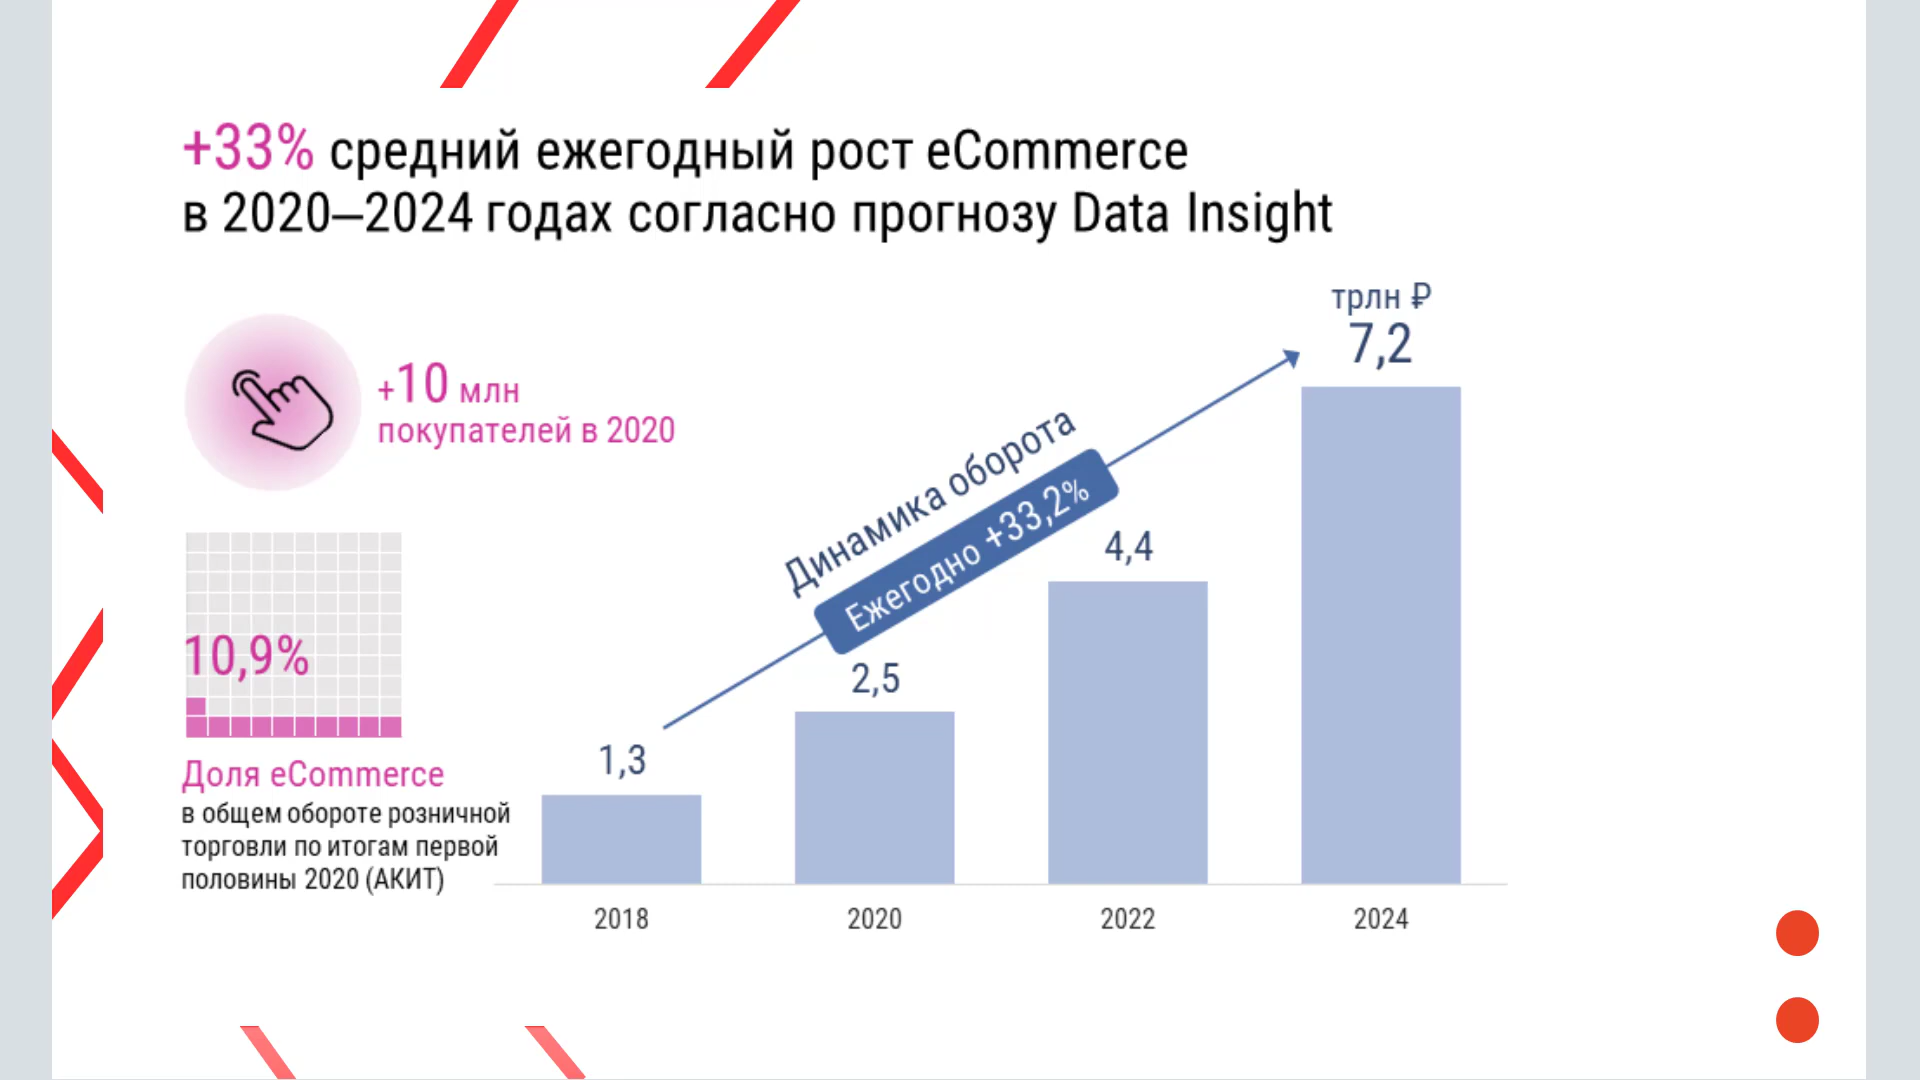 +33% средний ежегодный рост eCommerce
в 2020–2024 годах согласно прогнозу Data Insight
+10 млн
покупателей в 2020
10,9%
Доля eCommerce
в общем обороте розничной
торговли по итогам первой
половины 2020 (АКИТ)
Динамика оборота
Ежегодно +33,2%
трлн ₽
1,3
2,5
4,4
7,2
2018
2020
2022
2024